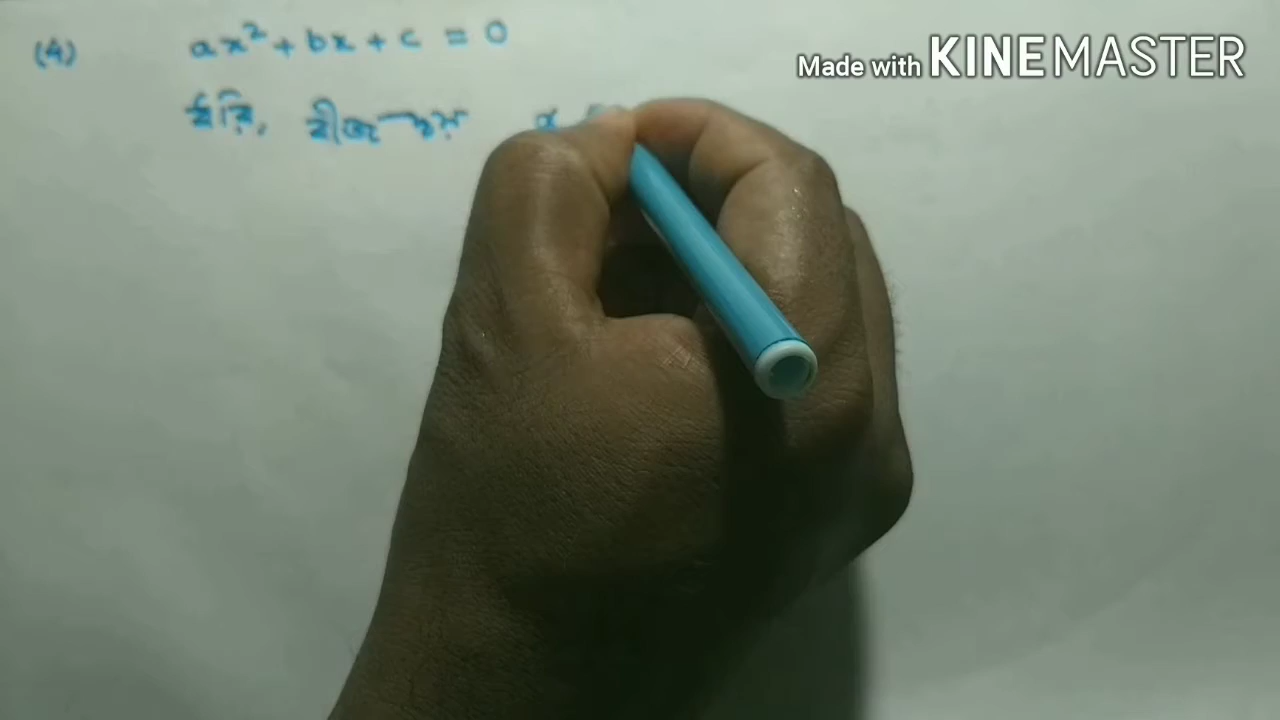 (4) ax² + bx + c = 0
ধরি, বীজদ্বয় α
Made with KINEMASTER